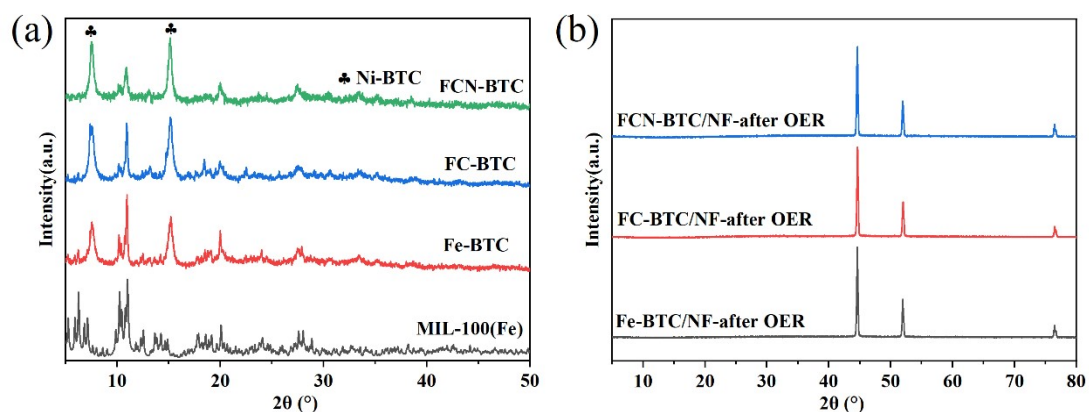 (a)
♣
♣
♣ Ni-BTC
FCN-BTC
FC-BTC
Fe-BTC
MIL-100(Fe)
Intensity(a.u.)
10
20
30
40
50
2θ (°)
(b)
FCN-BTC/NF-after OER
FC-BTC/NF-after OER
Fe-BTC/NF-after OER
Intensity(a.u.)
10
20
30
40
50
60
70
80
2θ (°)